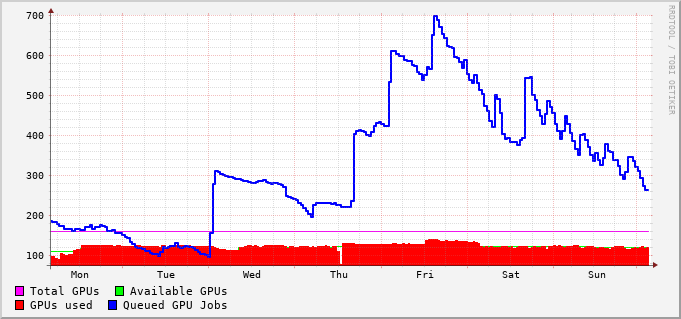 700
600
500
400
300
200
100
Mon Tue Wed Thu Fri Sat Sun
Total GPUs Available GPUs
GPUs used Queued GPU Jobs
RRDTOOL / TOBI OETIKER